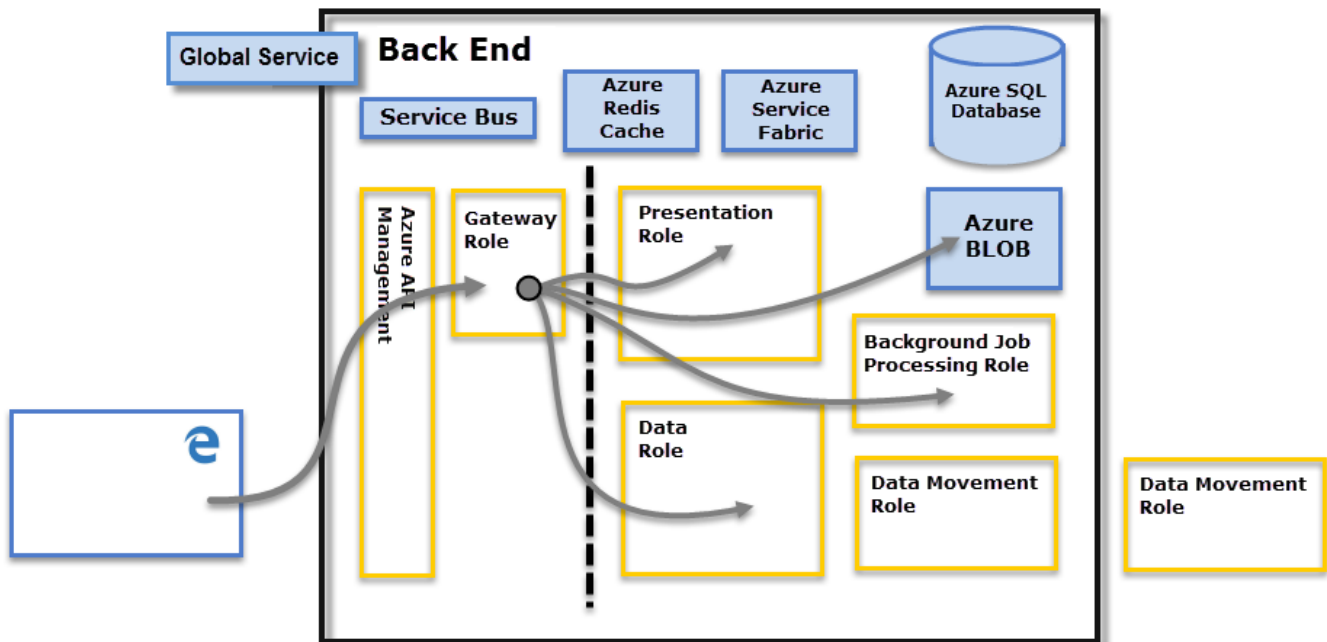 Global Service
Back End
Service Bus
Azure
Redis
Cache
Azure
Service
Fabric
Azure SQL
Database
Azure API
Management
Gateway
Role
Presentation
Role
Azure
BLOB
Background Job
Processing Role
Data
Role
Data Movement
Role
Data Movement
Role